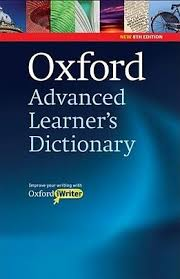 NEW 8TH EDITION
Oxford
Advanced
Learner's
Dictionary
Improve your writing with
Oxford iWriter